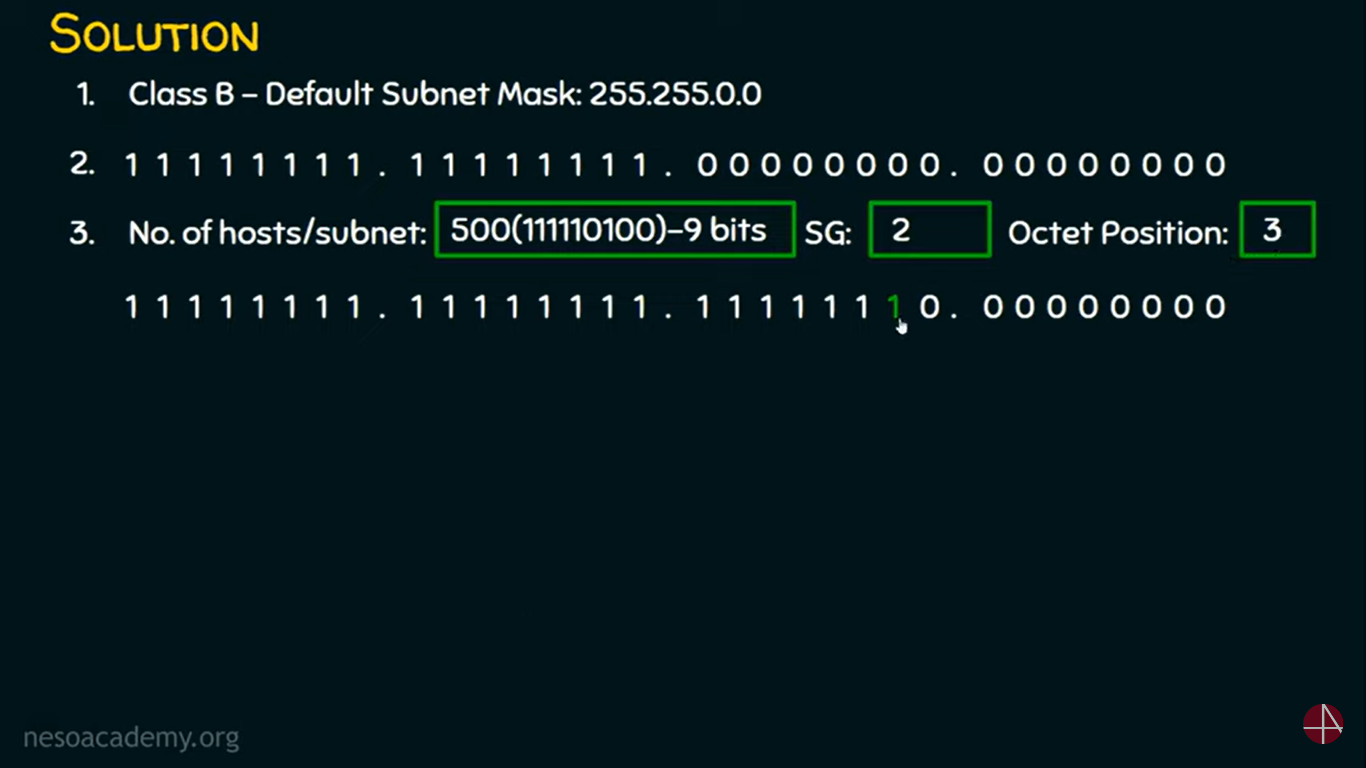 SOLUTION
1. Class B – Default Subnet Mask: 255.255.0.0
2. 1 1 1 1 1 1 1 1 . 1 1 1 1 1 1 1 1 . 0 0 0 0 0 0 0 0 . 0 0 0 0 0 0 0 0
3. No. of hosts/subnet: 500(111110100)–9 bits SG: 2 Octet Position: 3
1 1 1 1 1 1 1 1 . 1 1 1 1 1 1 1 1 . 1 1 1 1 1 1 1 0 . 0 0 0 0 0 0 0 0
nesoacademy.org